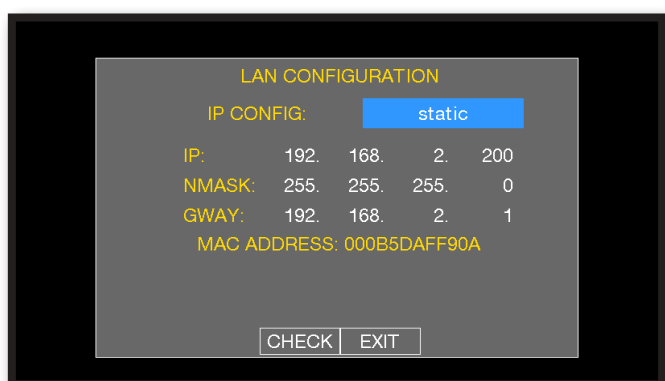 LAN CONFIGURATION
IP CONFIG: static
IP: 192. 168. 2. 200
NMASK: 255. 255. 255. 0
GWAY: 192. 168. 2. 1
MAC ADDRESS: 000B5DAFF90A
CHECK EXIT